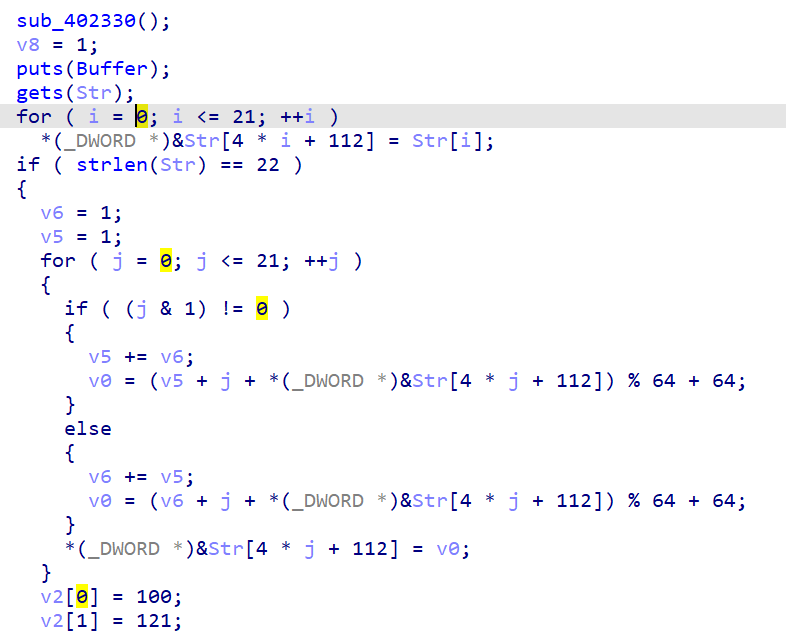 sub_402330();
v8 = 1;
puts(Buffer);
gets(Str);
for ( i = 0; i <= 21; ++i )
  *(_DWORD *)&Str[4 * i + 112] = Str[i];
if ( strlen(Str) == 22 )
{
  v6 = 1;
  v5 = 1;
  for ( j = 0; j <= 21; ++j )
  {
    if ( (j & 1) != 0 )
    {
      v5 += v6;
      v0 = (v5 + j + *(_DWORD *)&Str[4 * j + 112]) % 64 + 64;
    }
    else
    {
      v6 += v5;
      v0 = (v6 + j + *(_DWORD *)&Str[4 * j + 112]) % 64 + 64;
    }
    *(_DWORD *)&Str[4 * j + 112] = v0;
  }
  v2[0] = 100;
  v2[1] = 121;